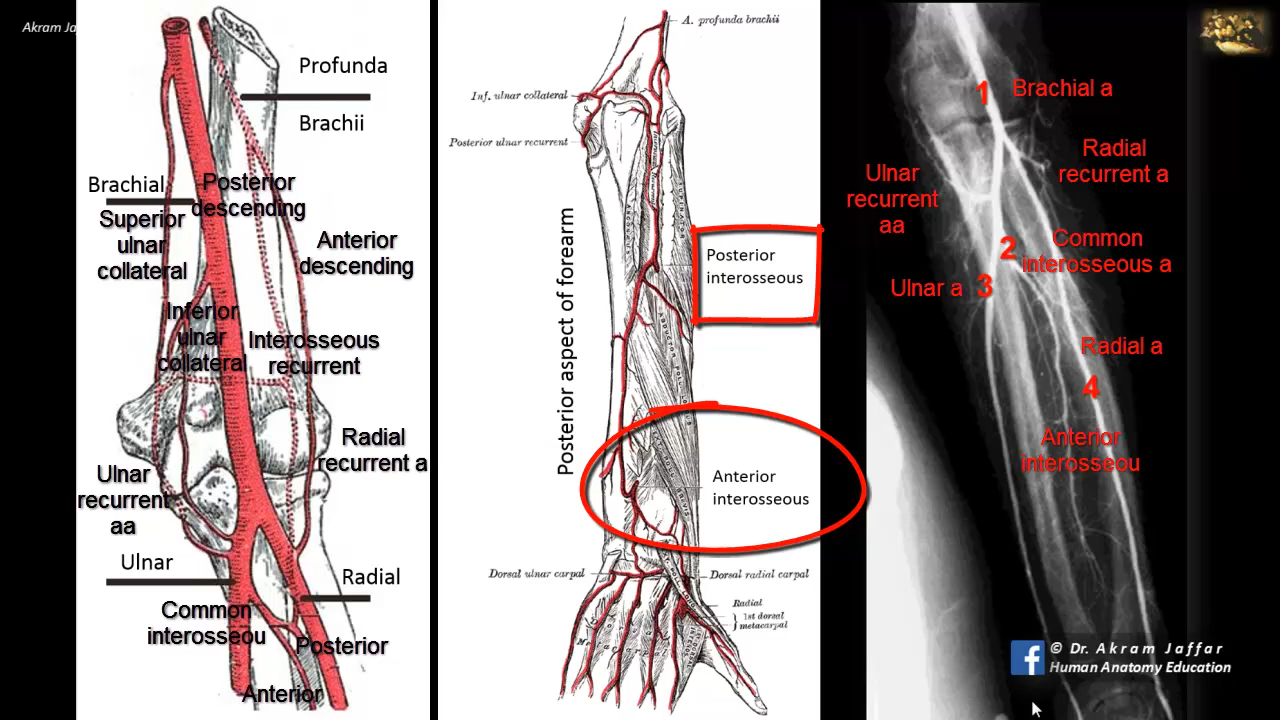 Akram Ja
Profunda
Brachii
Brachial
Posterior
descending
Superior
ulnar
collateral
Anterior
descending
Inferior
ulnar
collateral
Interosseous
recurrent
Radial
recurrent a
Ulnar
recurrent
aa
Ulnar
Radial
Common
interosseou
Posterior
Anterior
A. profunda brachii
Inf. ulnar collateral
Posterior ulnar recurrent
Posterior aspect of forearm
Posterior
interosseous
Anterior
interosseous
Dorsal ulnar carpal
Dorsal radial carpal
Radial
1st dorsal
metacarpal
1
Brachial a
Radial
recurrent a
Ulnar
recurrent
aa
2
Common
interosseous a
Ulnar a
3
Radial a
4
Anterior
interosseou
f
© Dr. Akram Jaffar
Human Anatomy Education